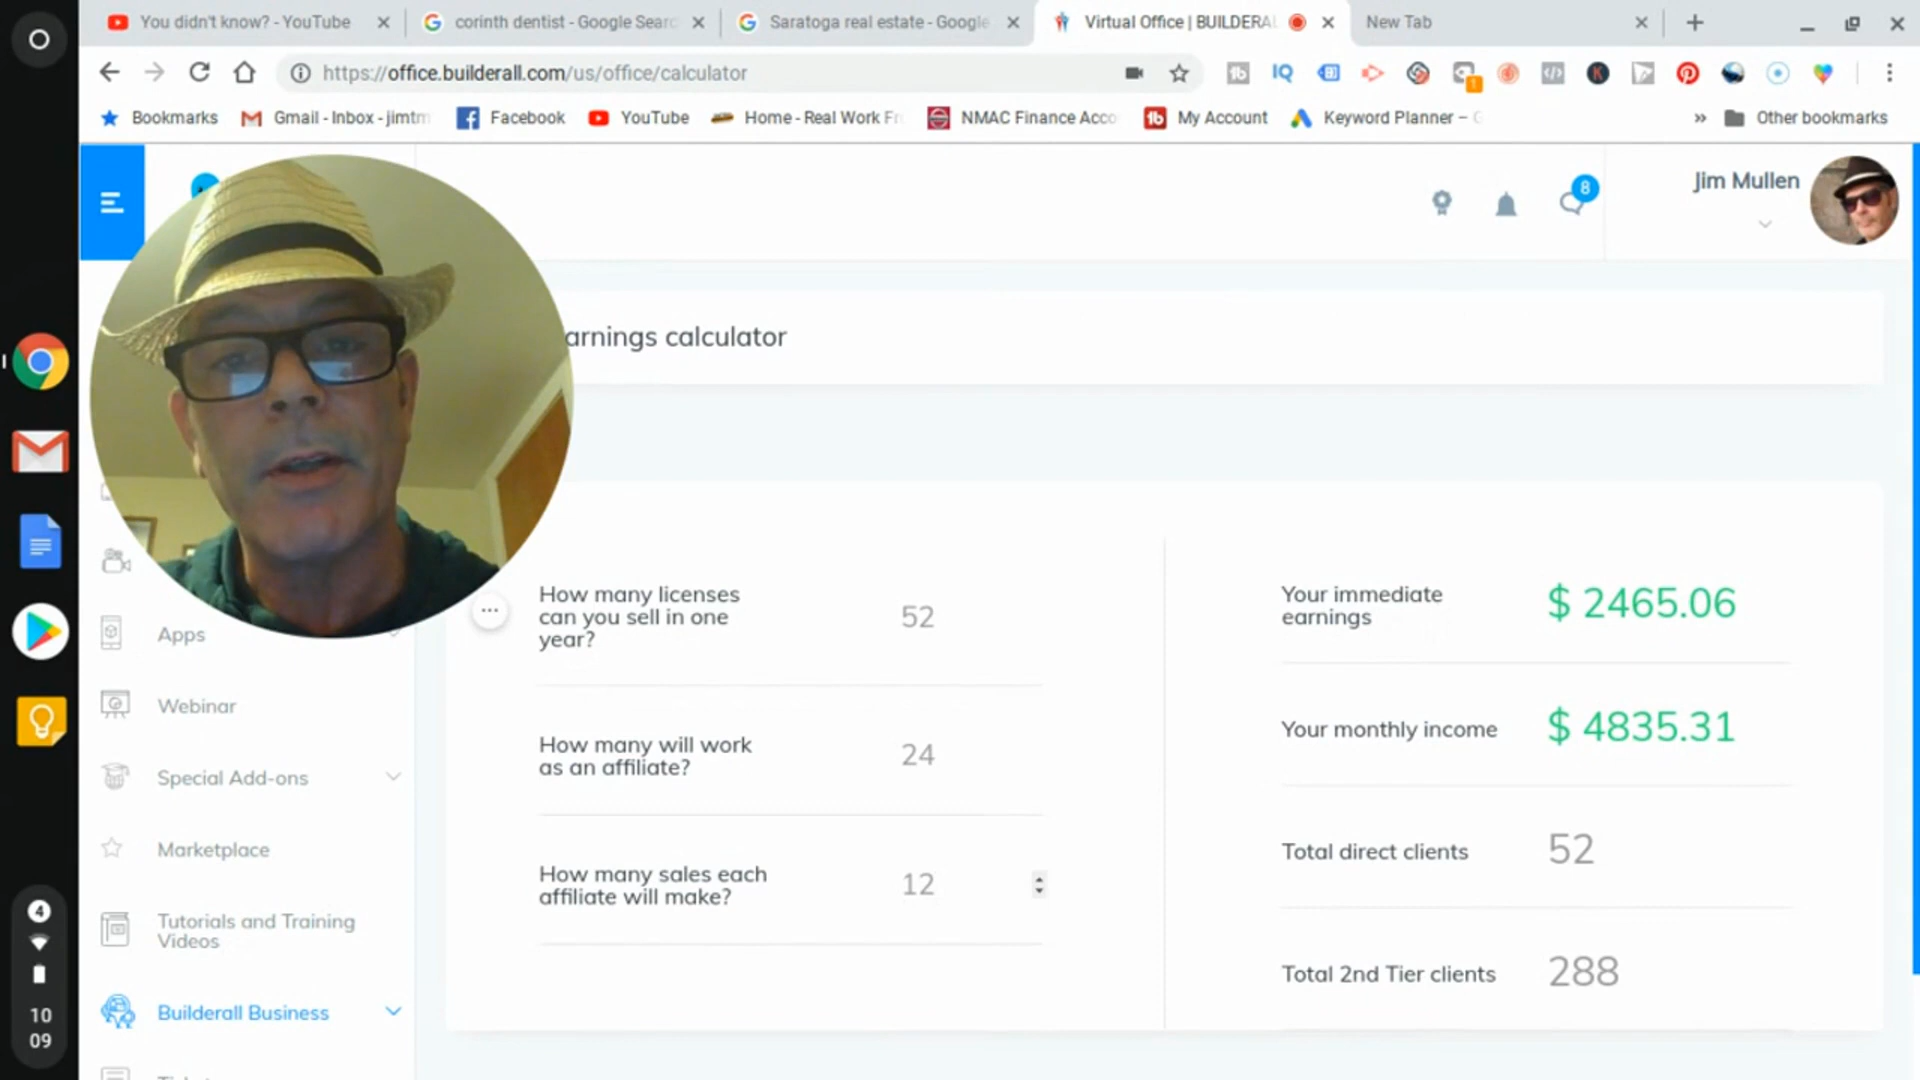 You didn't know? - YouTube
corinth dentist - Google Searc
Saratoga real estate - Google
Virtual Office | BUILDERAL
New Tab
https://office.builderall.com/us/office/calculator
Bookmarks
Gmail - Inbox - jimtm
Facebook
YouTube
Home - Real Work Fr
NMAC Finance Acco
My Account
Keyword Planner – G
»
Other bookmarks
8
Jim Mullen
arnings calculator
How many licenses
can you sell in one
year?
52
How many will work
as an affiliate?
24
How many sales each
affiliate will make?
12
Your immediate
earnings
$ 2465.06
Your monthly income
$ 4835.31
Total direct clients
52
Total 2nd Tier clients
288
Apps
Webinar
Special Add-ons
Marketplace
Tutorials and Training
Videos
Builderall Business
4
10
09